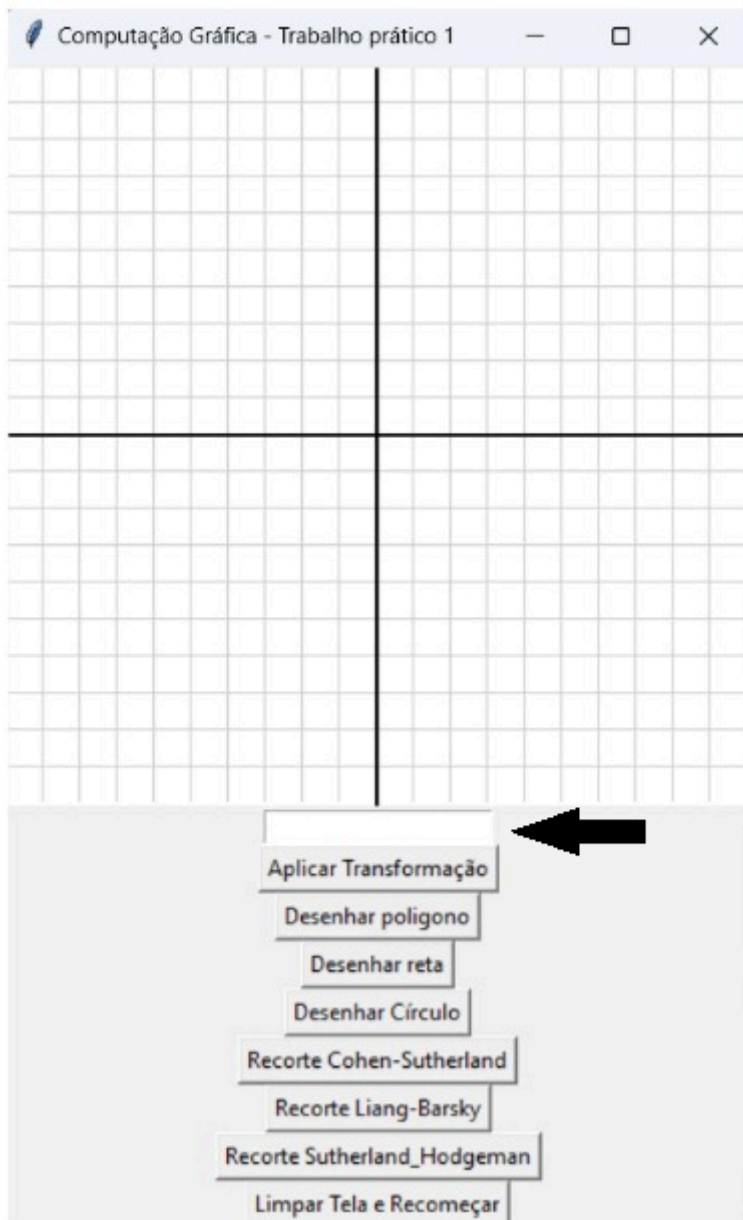 Computação Gráfica - Trabalho prático 1
Aplicar Transformação
Desenhar poligono
Desenhar reta
Desenhar Círculo
Recorte Cohen-Sutherland
Recorte Liang-Barsky
Recorte Sutherland_Hodgeman
Limpar Tela e Recomeçar